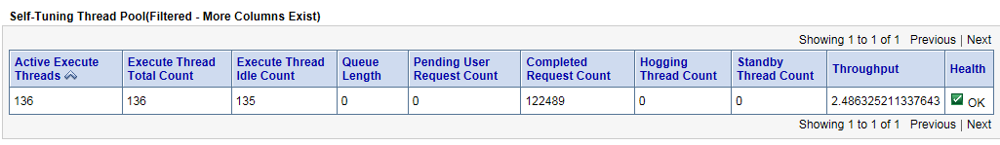 Self-Tuning Thread Pool(Filtered - More Columns Exist)
Showing 1 to 1 of 1 Previous | Next
Active Execute Threads Execute Thread Total Count Execute Thread Idle Count Queue Length Pending User Request Count Completed Request Count Hogging Thread Count Standby Thread Count Throughput Health
136 136 135 0 0 122489 0 0 2.486325211337643 OK
Showing 1 to 1 of 1 Previous | Next